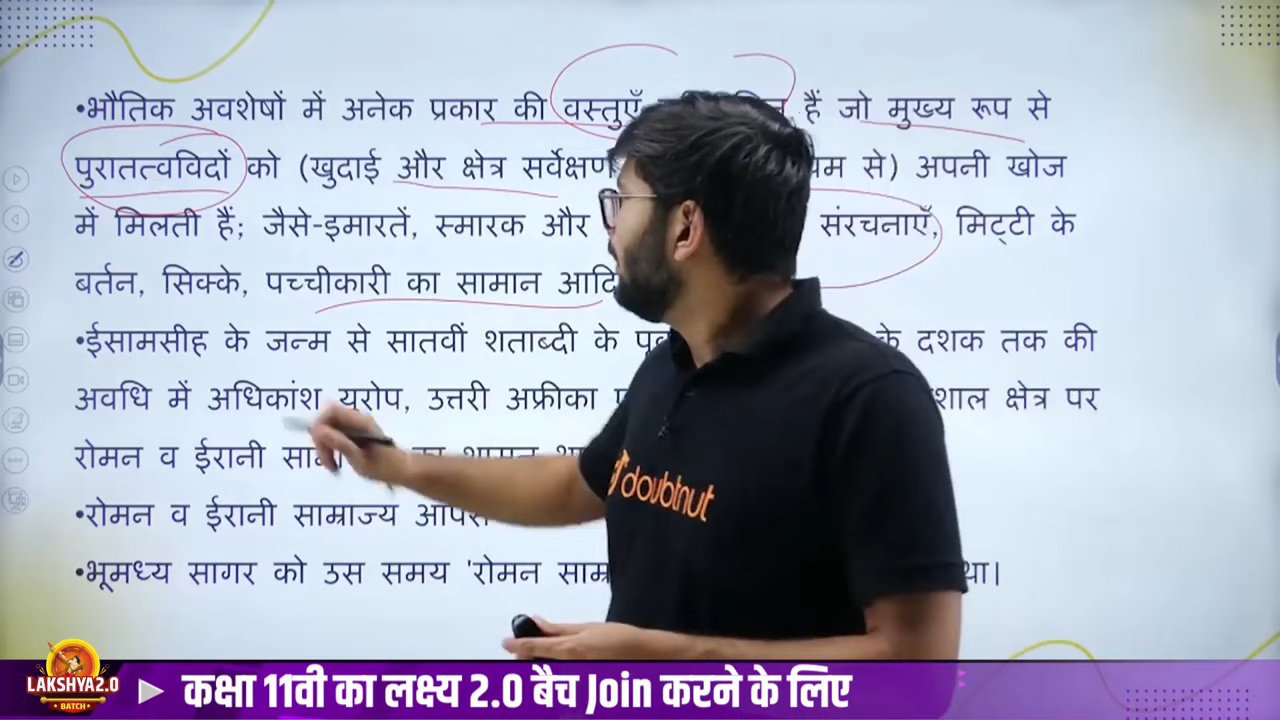 •भौतिक अवशेषों में अनेक प्रकार की वस्तुएँ हैं जो मुख्य रूप से
पुरातत्वविदों को (खुदाई और क्षेत्र सर्वेक्षण से) अपनी खोज
में मिलती हैं; जैसे-इमारतें, स्मारक और संरचनाएँ, मिट्टी के
बर्तन, सिक्के, पच्चीकारी का सामान आदि
•ईसामसीह के जन्म से सातवीं शताब्दी के के दशक तक की
अवधि में अधिकांश यूरोप, उत्तरी अफ्रीका क्षेत्र पर
रोमन व ईरानी का शासन
•रोमन व ईरानी साम्राज्य
•भूमध्य सागर को उस समय 'रोमन था।
doubtnut
LAKSHYA2.0
BATCH
कक्षा 11वी का लक्ष्य 2.0 बैच Join करने के लिए